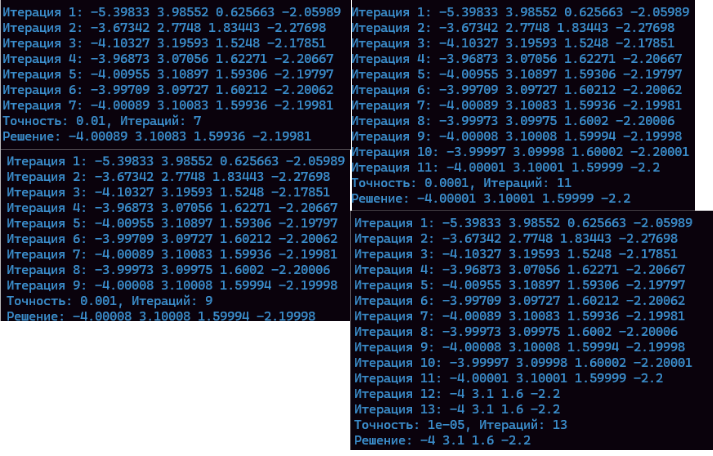 Итерация 1: -5.39833 3.98552 0.625663 -2.05989
Итерация 2: -3.67342 2.7748 1.83443 -2.27698
Итерация 3: -4.10327 3.19593 1.5248 -2.17851
Итерация 4: -3.96873 3.07056 1.62271 -2.20667
Итерация 5: -4.00955 3.10897 1.59306 -2.19797
Итерация 6: -3.99709 3.09727 1.60212 -2.20062
Итерация 7: -4.00089 3.10083 1.59936 -2.19981
Точность: 0.01, Итераций: 7
Решение: -4.00089 3.10083 1.59936 -2.19981
Итерация 1: -5.39833 3.98552 0.625663 -2.05989
Итерация 2: -3.67342 2.7748 1.83443 -2.27698
Итерация 3: -4.10327 3.19593 1.5248 -2.17851
Итерация 4: -3.96873 3.07056 1.62271 -2.20667
Итерация 5: -4.00955 3.10897 1.59306 -2.19797
Итерация 6: -3.99709 3.09727 1.60212 -2.20062
Итерация 7: -4.00089 3.10083 1.59936 -2.19981
Итерация 8: -3.99973 3.09975 1.6002 -2.20006
Итерация 9: -4.00008 3.10008 1.59994 -2.19998
Точность: 0.001, Итераций: 9
Решение: -4.00008 3.10008 1.59994 -2.19998
Итерация 1: -5.39833 3.98552 0.625663 -2.05989
Итерация 2: -3.67342 2.7748 1.83443 -2.27698
Итерация 3: -4.10327 3.19593 1.5248 -2.17851
Итерация 4: -3.96873 3.07056 1.62271 -2.20667
Итерация 5: -4.00955 3.10897 1.59306 -2.19797
Итерация 6: -3.99709 3.09727 1.60212 -2.20062
Итерация 7: -4.00089 3.10083 1.59936 -2.19981
Итерация 8: -3.99973 3.09975 1.6002 -2.20006
Итерация 9: -4.00008 3.10008 1.59994 -2.19998
Итерация 10: -3.99997 3.09998 1.60002 -2.20001
Итерация 11: -4.00001 3.10001 1.59999 -2.2
Точность: 0.0001, Итераций: 11
Решение: -4.00001 3.10001 1.59999 -2.2
Итерация 1: -5.39833 3.98552 0.625663 -2.05989
Итерация 2: -3.67342 2.7748 1.83443 -2.27698
Итерация 3: -4.10327 3.19593 1.5248 -2.17851
Итерация 4: -3.96873 3.07056 1.62271 -2.20667
Итерация 5: -4.00955 3.10897 1.59306 -2.19797
Итерация 6: -3.99709 3.09727 1.60212 -2.20062
Итерация 7: -4.00089 3.10083 1.59936 -2.19981
Итерация 8: -3.99973 3.09975 1.6002 -2.20006
Итерация 9: -4.00008 3.10008 1.59994 -2.19998
Итерация 10: -3.99997 3.09998 1.60002 -2.20001
Итерация 11: -4.00001 3.10001 1.59999 -2.2
Итерация 12: -4 3.1 1.6 -2.2
Итерация 13: -4 3.1 1.6 -2.2
Точность: 1e-05, Итераций: 13
Решение: -4 3.1 1.6 -2.2